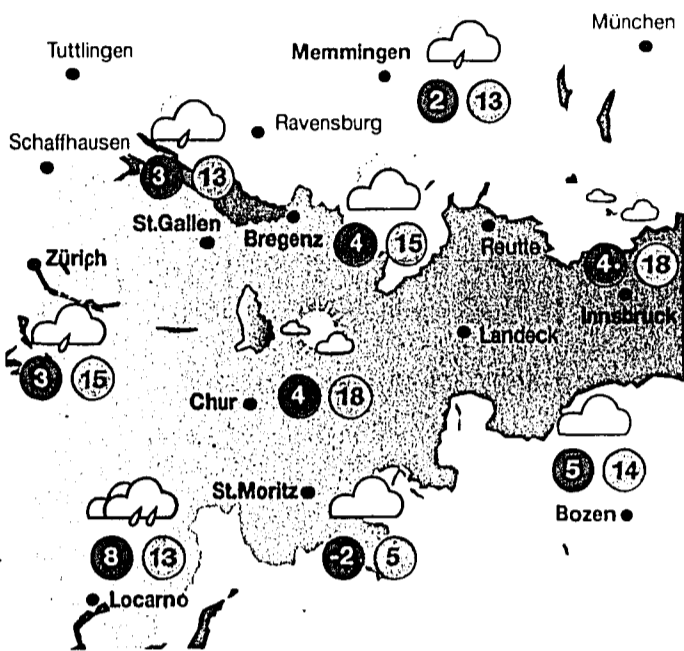 München
Tuttlingen
Memmingen
2 13
Ravensburg
Schaffhausen
3 13
St.Gallen
Bregenz
4 15
Reutte
Zürich
4 18
Innsbruck
Landeck
3 15
Chur
4 18
5 14
St.Moritz
Bozen
8 13
-2 5
Locarno